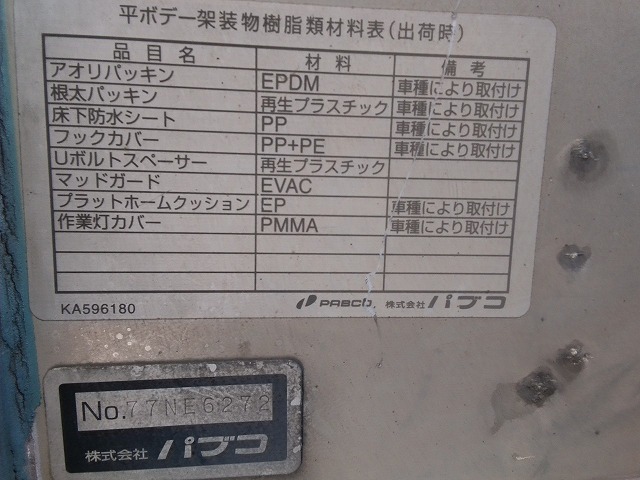 平ボデー架装物樹脂類材料表(出荷時)
品目名 材料 備考
アオリパッキン EPDM 車種により取付け
根太パッキン 再生プラスチック 車種により取付け
床下防水シート PP 車種により取付け
フックカバー PP+PE 車種により取付け
Uボルトスペーサー 再生プラスチック
マッドガード EVAC
プラットホームクッション EP 車種により取付け
作業灯カバー PMMA 車種により取付け
KA596180 PABCO 株式会社パブコ
No.77NE6272
株式会社パブコ